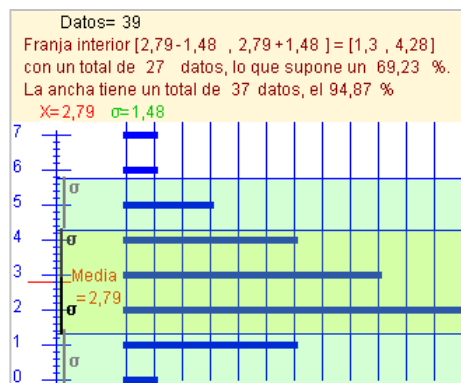 Datos= 39
Franja interior [2,79-1,48 , 2,79+1,48 ] = [1,3 , 4,28]
con un total de 27 datos, lo que supone un 69,23 %.
La ancha tiene un total de 37 datos, el 94,87 %
X=2,79 σ=1,48
7
6
σ
5
4 σ
3 Media
=2,79
2 σ
1
σ
0